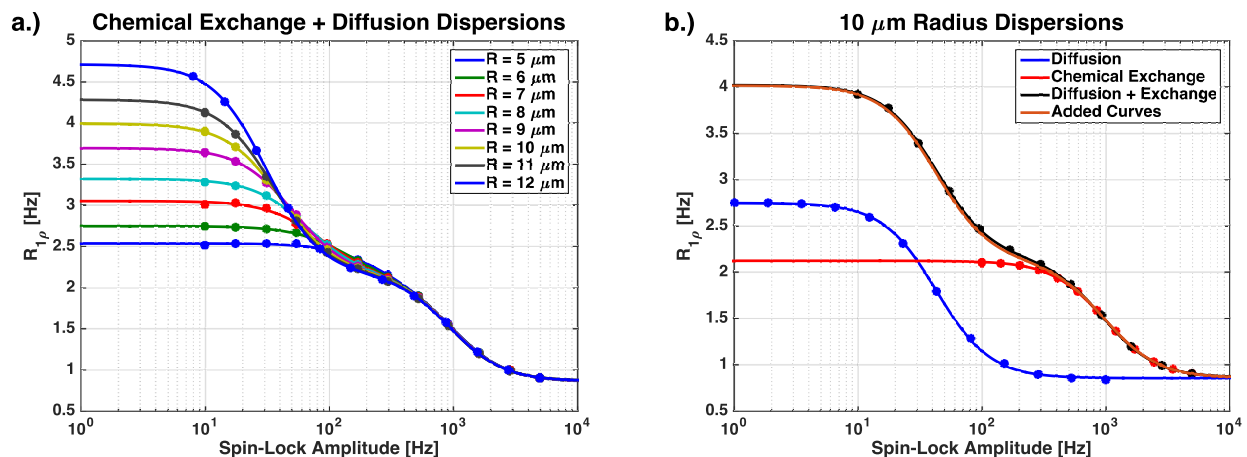 a.)
Chemical Exchange + Diffusion Dispersions
5
4.5
4
3.5
3
2.5
2
1.5
1
0.5
R1ρ [Hz]
R = 5 μm
R = 6 μm
R = 7 μm
R = 8 μm
R = 9 μm
R = 10 μm
R = 11 μm
R = 12 μm
10^0
10^1
10^2
10^3
10^4
Spin-Lock Amplitude [Hz]
b.)
10 μm Radius Dispersions
4.5
4
3.5
3
2.5
2
1.5
1
0.5
R1ρ [Hz]
Diffusion
Chemical Exchange
Diffusion + Exchange
Added Curves
10^0
10^1
10^2
10^3
10^4
Spin-Lock Amplitude [Hz]